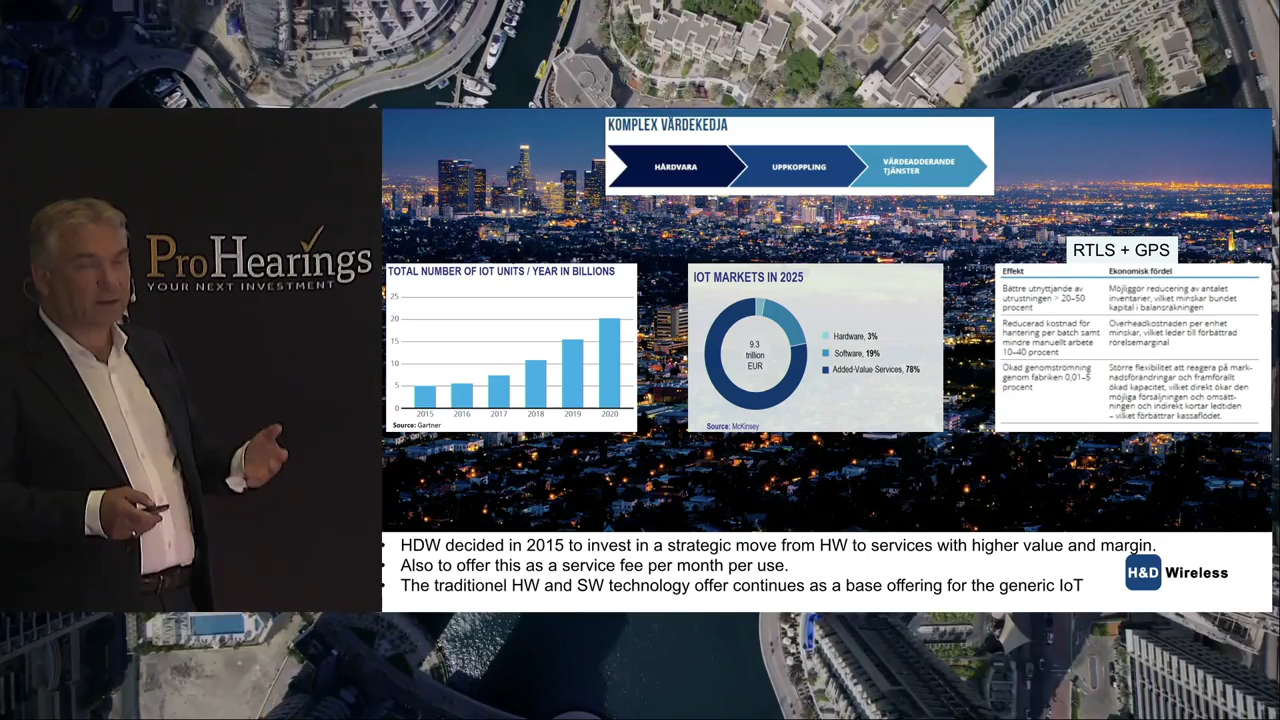 KOMPLEX VÄRDEKEDJA
HÅRDVARA
UPPKOPPLING
VÄRDEADDERANDE
TJÄNSTER
ProHearings
YOUR NEXT INVESTMENT
RTLS + GPS
TOTAL NUMBER OF IOT UNITS / YEAR IN BILLIONS
25
20
15
10
5
0
2015 2016 2017 2018 2019 2020
Source: Gartner
IOT MARKETS IN 2025
9.3
trillion
EUR
Hardware, 3%
Software, 19%
Added-Value Services, 78%
Source: McKinsey
Effekt Ekonomisk fördel
Bättre utnyttjande av
utrustningen > 20–50
procent
Möjliggör reducering av antalet
inventarier, vilket minskar bundet
kapital i balansräkningen
Reducerad kostnad för
hantering per batch samt
mindre manuellt arbete
10–40 procent
Overheadkostnaden per enhet
minskar, vilket leder till förbättrad
rörelsemarginal
Ökad genomströmning
genom fabriken 0,01–5
procent
Större flexibilitet att reagera på mark-
nadsförändringar och framförallt
ökad kapacitet, vilket direkt ökar den
möjliga försäljningen och omsätt-
ningen och indirekt kortar ledtiden
– vilket förbättrar kassaflödet.
• HDW decided in 2015 to invest in a strategic move from HW to services with higher value and margin.
• Also to offer this as a service fee per month per use.
• The traditionel HW and SW technology offer continues as a base offering for the generic IoT
H&D Wireless